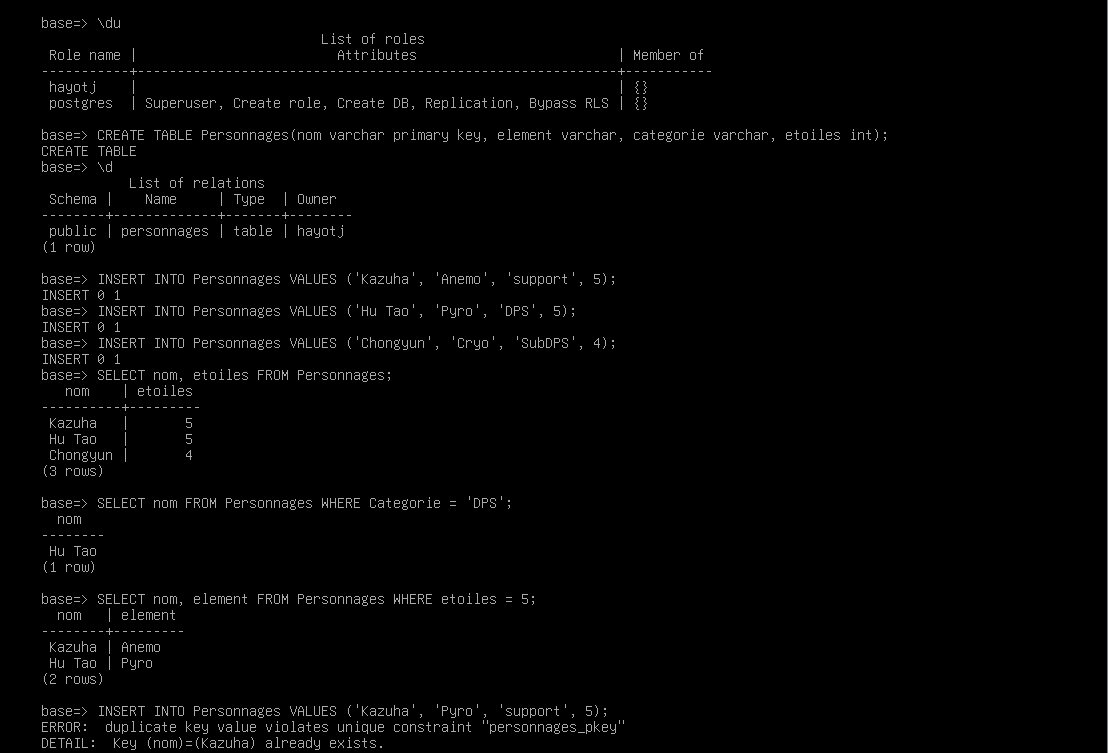 base=> \du
                                   List of roles
 Role name |                         Attributes                         | Member of
-----------+------------------------------------------------------------+-----------
 hayotj    |                                                            | {}
 postgres  | Superuser, Create role, Create DB, Replication, Bypass RLS | {}
base=> CREATE TABLE Personnages(nom varchar primary key, element varchar, categorie varchar, etoiles int);
CREATE TABLE
base=> \d
           List of relations
 Schema |    Name     | Type  | Owner
--------+-------------+-------+--------
 public | personnages | table | hayotj
(1 row)
base=> INSERT INTO Personnages VALUES ('Kazuha', 'Anemo', 'support', 5);
INSERT 0 1
base=> INSERT INTO Personnages VALUES ('Hu Tao', 'Pyro', 'DPS', 5);
INSERT 0 1
base=> INSERT INTO Personnages VALUES ('Chongyun', 'Cryo', 'SubDPS', 4);
INSERT 0 1
base=> SELECT nom, etoiles FROM Personnages;
   nom    | etoiles
----------+---------
 Kazuha   |       5
 Hu Tao   |       5
 Chongyun |       4
(3 rows)
base=> SELECT nom FROM Personnages WHERE Categorie = 'DPS';
  nom
--------
 Hu Tao
(1 row)
base=> SELECT nom, element FROM Personnages WHERE etoiles = 5;
  nom   | element
--------+---------
 Kazuha | Anemo
 Hu Tao | Pyro
(2 rows)
base=> INSERT INTO Personnages VALUES ('Kazuha', 'Pyro', 'support', 5);
ERROR:  duplicate key value violates unique constraint "personnages_pkey"
DETAIL:  Key (nom)=(Kazuha) already exists.